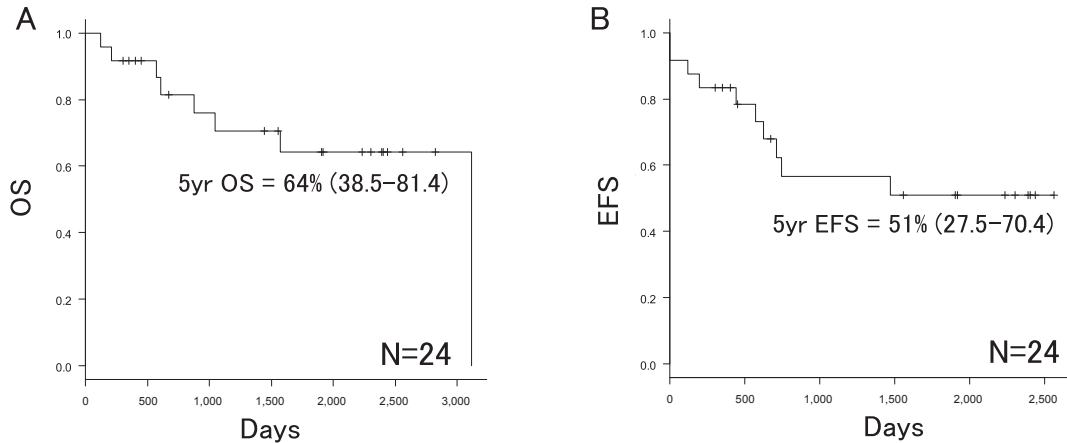 A
1.0
0.8
0.6
0.4
0.2
0.0
OS
5yr OS = 64% (38.5-81.4)
N=24
0 500 1,000 1,500 2,000 2,500 3,000
Days
B
1.0
0.8
0.6
0.4
0.2
0.0
EFS
5yr EFS = 51% (27.5-70.4)
N=24
0 500 1,000 1,500 2,000 2,500
Days